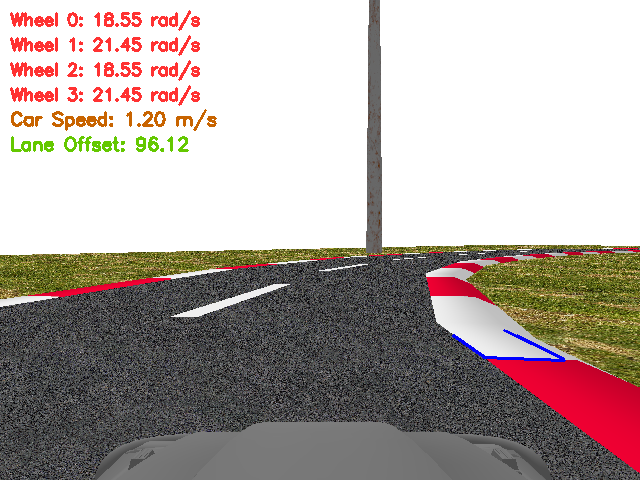 Wheel 0: 18.55 rad/s
Wheel 1: 21.45 rad/s
Wheel 2: 18.55 rad/s
Wheel 3: 21.45 rad/s
Car Speed: 1.20 m/s
Lane Offset: 96.12